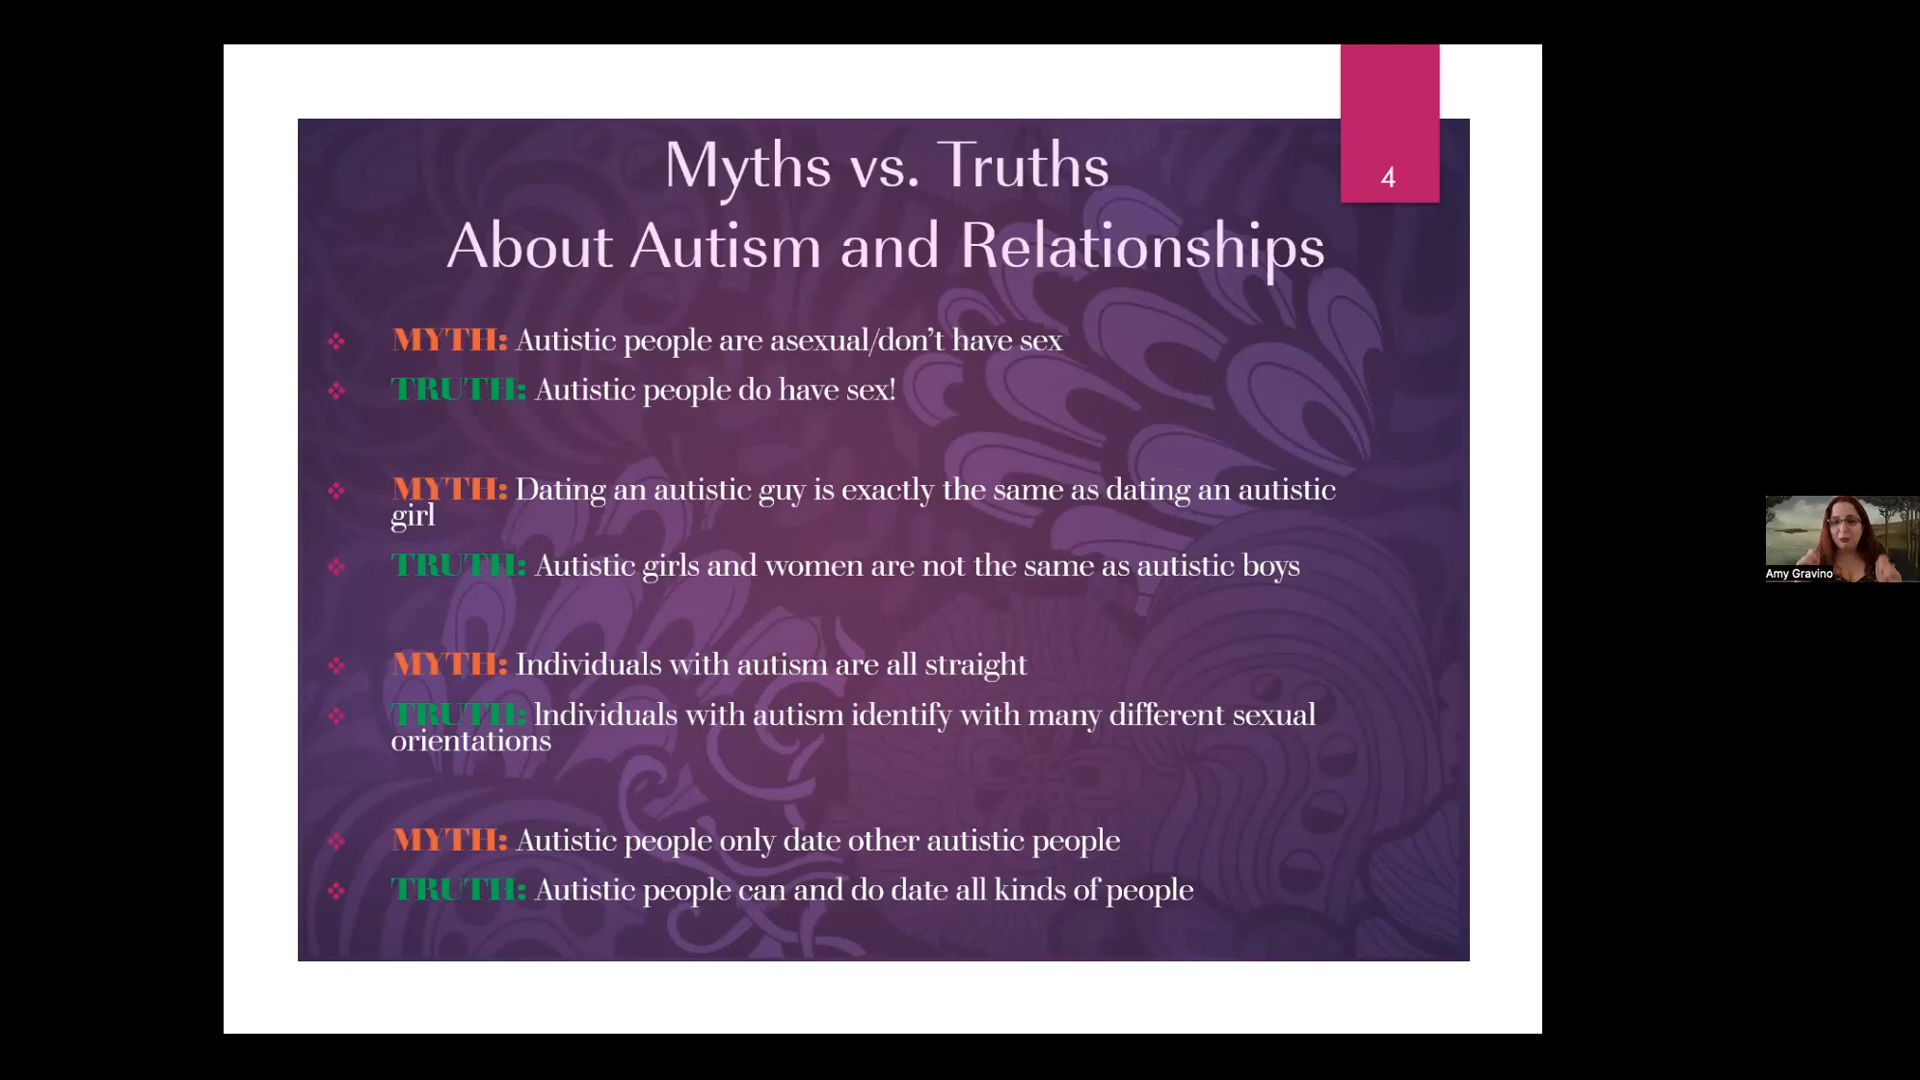 4
Myths vs. Truths
About Autism and Relationships
MYTH: Autistic people are asexual/don't have sex
TRUTH: Autistic people do have sex!
MYTH: Dating an autistic guy is exactly the same as dating an autistic
girl
TRUTH: Autistic girls and women are not the same as autistic boys
MYTH: Individuals with autism are all straight
TRUTH: Individuals with autism identify with many different sexual
orientations
MYTH: Autistic people only date other autistic people
TRUTH: Autistic people can and do date all kinds of people
Amy Gravino